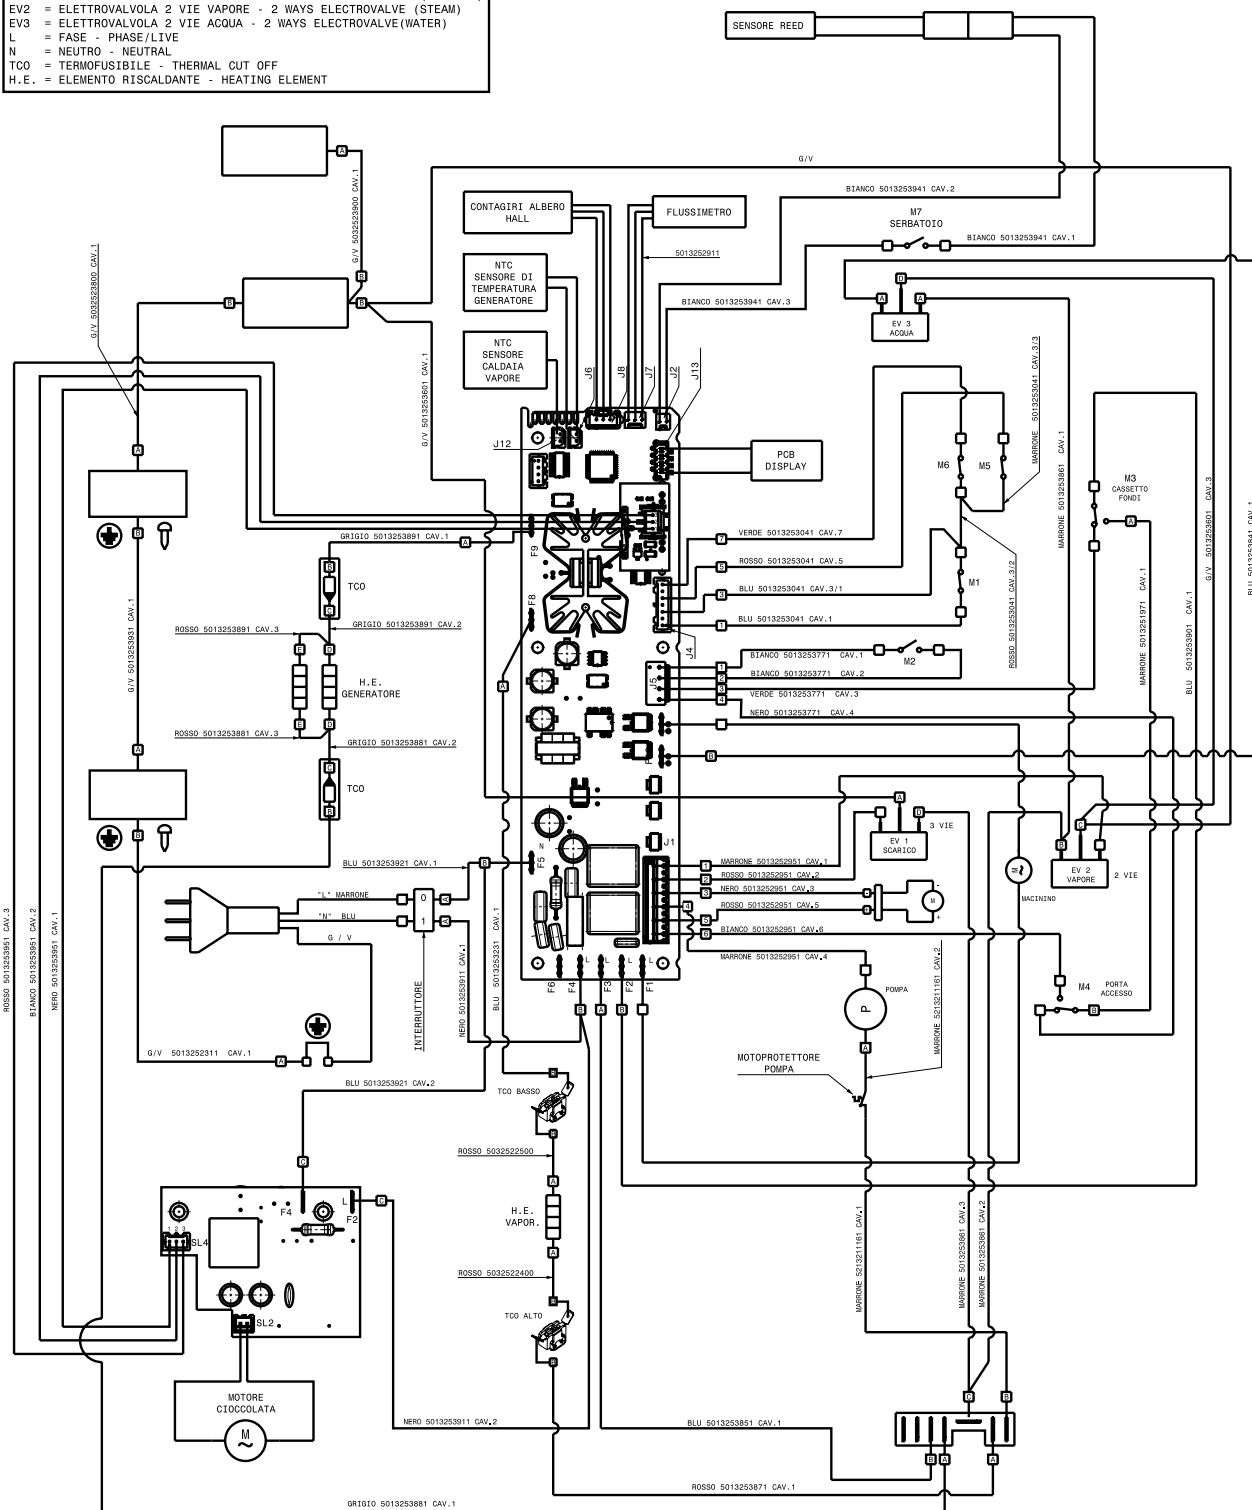 EV2 = ELETTROVALVOLA 2 VIE VAPORE - 2 WAYS ELECTROVALVE (STEAM)
EV3 = ELETTROVALVOLA 2 VIE ACQUA - 2 WAYS ELECTROVALVE(WATER)
L = FASE - PHASE/LIVE
N = NEUTRO - NEUTRAL
TCO = TERMOFUSIBILE - THERMAL CUT OFF
H.E. = ELEMENTO RISCALDANTE - HEATING ELEMENT
SENSORE REED
G/V
BIANCO 5013253941 CAV.2
CONTAGIRI ALBERO
HALL
FLUSSIMETRO
M7
SERBATOIO
BIANCO 5013253941 CAV.1
5013252911
NTC
SENSORE DI
TEMPERATURA
GENERATORE
BIANCO 5013253941 CAV.3
EV 3
ACQUA
NTC
SENSORE
CALDAIA
VAPORE
G/V 5032523900 CAV.1
G/V 5032523800 CAV.1
G/V 5013253601 CAV.1
J6
J8
J7
J2
J13
J12
PCB
DISPLAY
M6
M5
MARRONE 5013253041 CAV.3/3
MARRONE 5013253861 CAV.1
M3
CASSETTO
FONDI
G/V 5013253601 CAV.3
BLU 5013253841 CAV.1
GRIGIO 5013253891 CAV.1
F9
VERDE 5013253041 CAV.7
ROSSO 5013253041 CAV.5
TCO
F8
BLU 5013253041 CAV.3/1
M1
BLU 5013253041 CAV.1
ROSSO 5013253041 CAV.3/2
MARRONE 5013251971 CAV.1
BLU 5013253901 CAV.1
ROSSO 5013253891 CAV.3
GRIGIO 5013253891 CAV.2
G/V 5013253931 CAV.1
J4
BIANCO 5013253771 CAV.1
M2
BIANCO 5013253771 CAV.2
J5
H.E.
GENERATORE
VERDE 5013253771 CAV.3
NERO 5013253771 CAV.4
ROSSO 5013253881 CAV.3
GRIGIO 5013253881 CAV.2
TCO
3 VIE
EV 1
SCARICO
N
J1
F5
BLU 5013253921 CAV.1
MARRONE 5013252951 CAV.1
ROSSO 5013252951 CAV.2
NERO 5013252951 CAV.3
ROSSO 5013252951 CAV.5
BIANCO 5013252951 CAV.6
MARRONE 5013252951 CAV.4
M
MACININO
EV 2
VAPORE
2 VIE
"L" MARRONE
"N" BLU
G / V
0
1
INTERRUTTORE
NERO 5013253911 CAV.1
BLU 5013253231 CAV.1
ROSSO 5013253951 CAV.3
BIANCO 5013253951 CAV.2
NERO 5013253951 CAV.1
F6
F4
F3
F2
F1
P
POMPA
MARRONE 5213211161 CAV.2
M4
PORTA
ACCESSO
MOTOPROTETTORE
POMPA
G/V 5013252311 CAV.1
BLU 5013253921 CAV.2
TCO BASSO
ROSSO 5032522500
H.E.
VAPOR.
ROSSO 5032522400
TCO ALTO
F4
L
F2
SL4
SL2
MOTORE
CIOCCOLATA
M
NERO 5013253911 CAV.2
BLU 5013253851 CAV.1
MARRONE 5213211161 CAV.1
MARRONE 5013253861 CAV.3
MARRONE 5013253861 CAV.2
ROSSO 5013253871 CAV.1
GRIGIO 5013253881 CAV.1